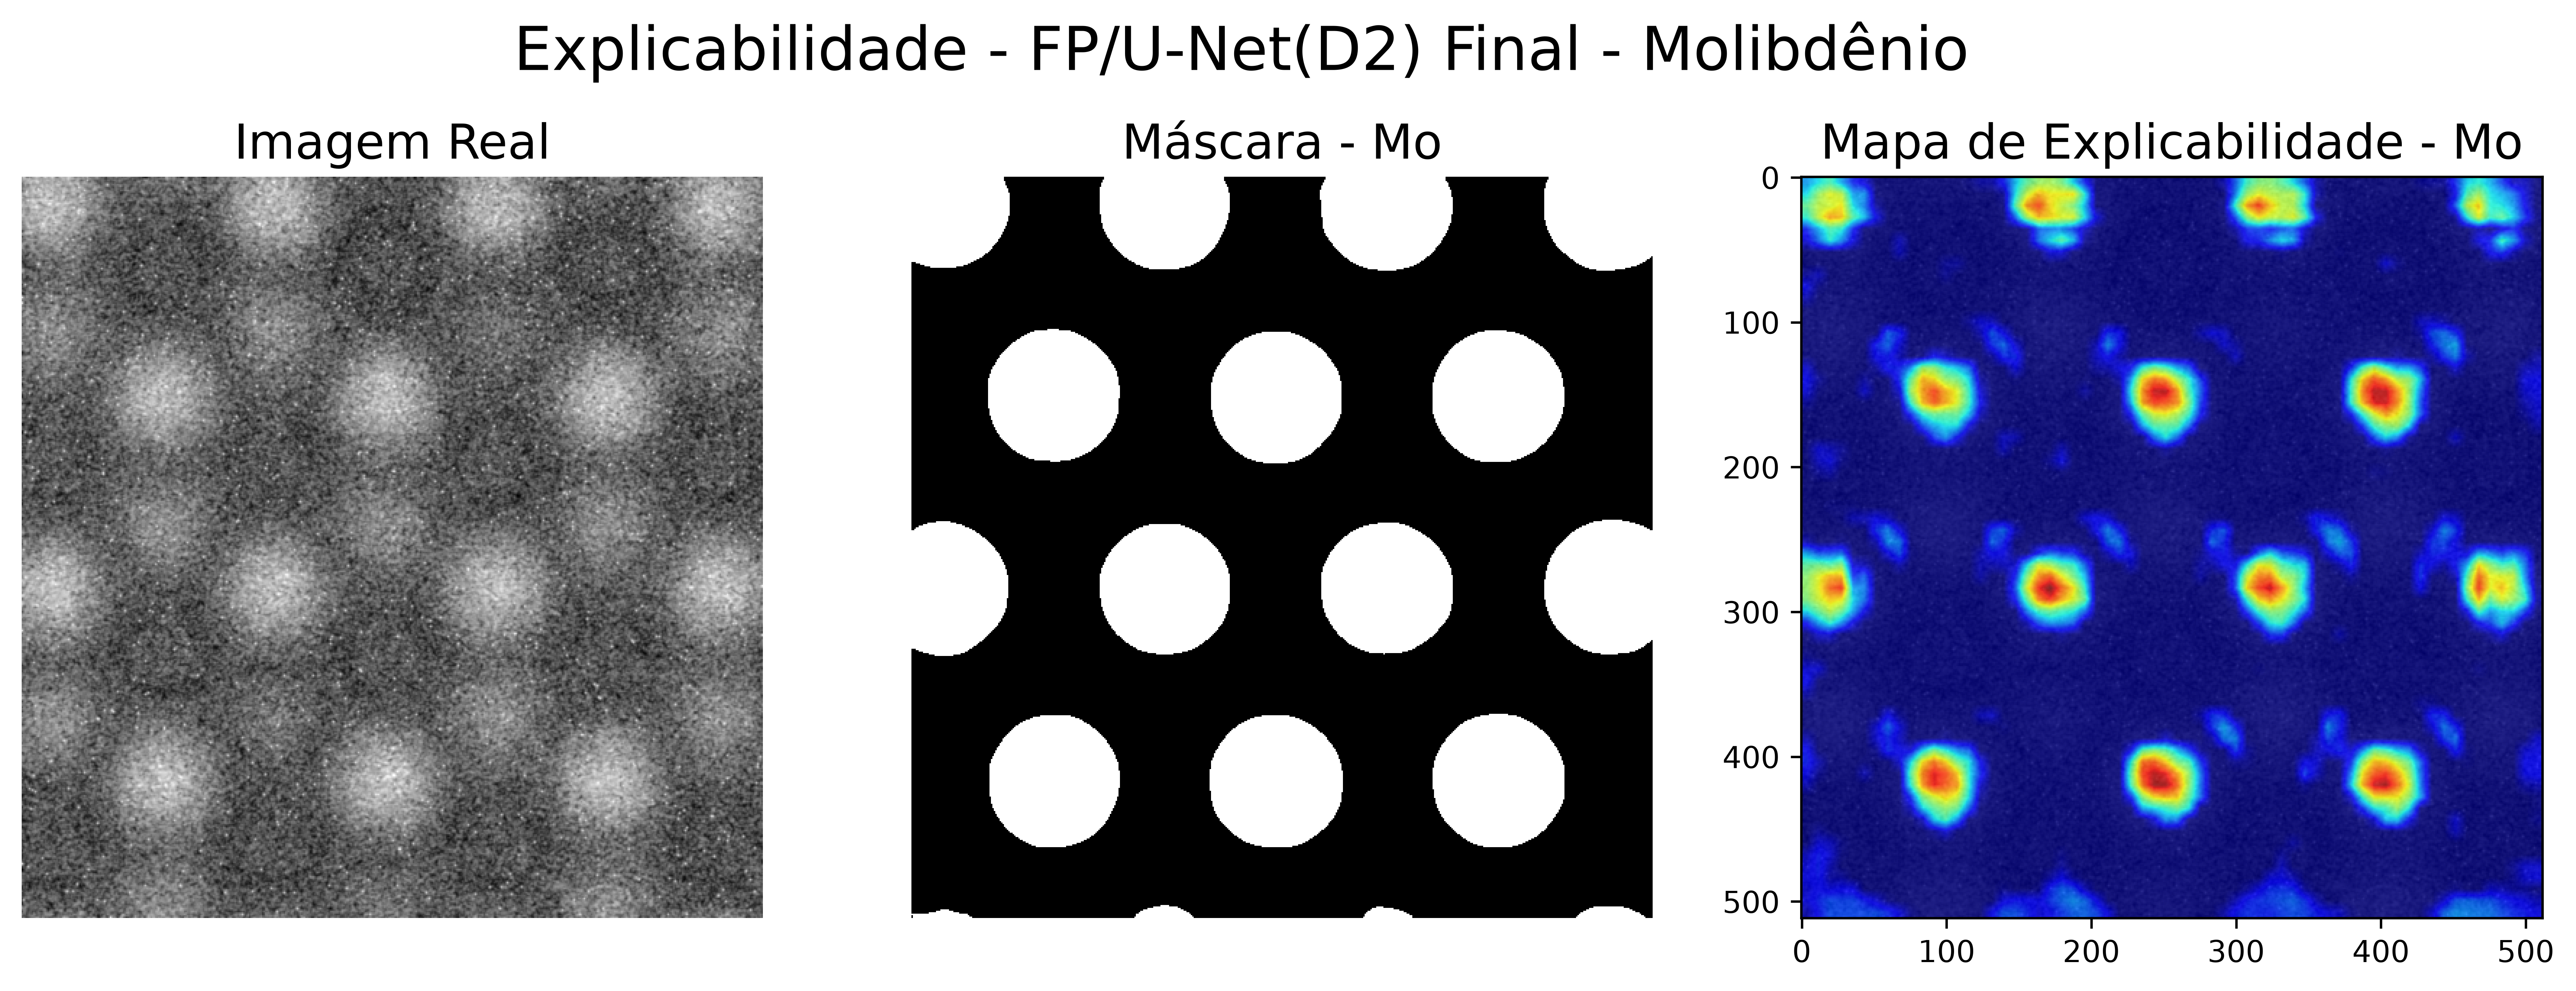 Explicabilidade - FP/U-Net(D2) Final - Molibdênio
Imagem Real
Máscara - Mo
Mapa de Explicabilidade - Mo
0
100
200
300
400
500
0 100 200 300 400 500